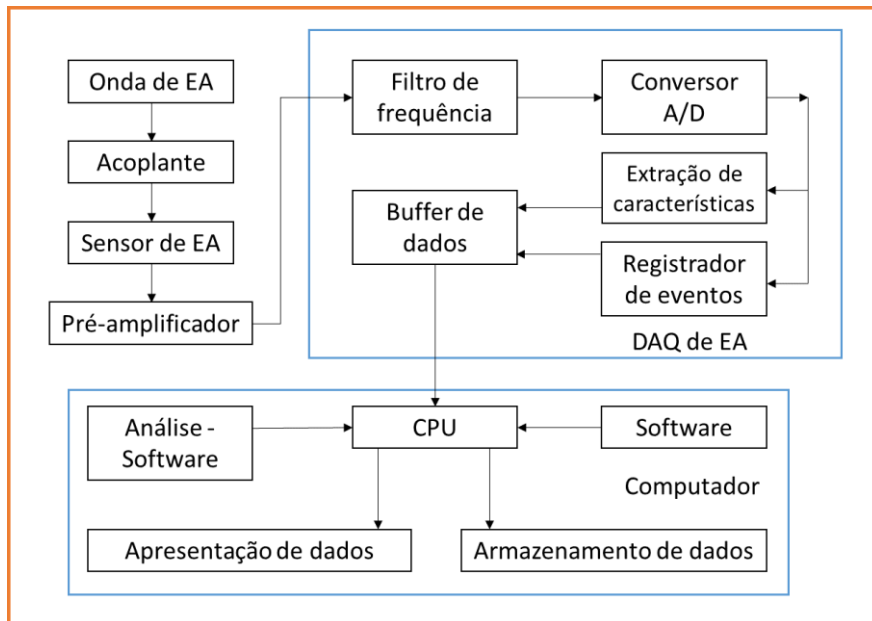 Onda de EA
Acoplante
Sensor de EA
Pré-amplificador
Filtro de
frequência
Conversor
A/D
Extração de
características
Registrador
de eventos
Buffer de
dados
DAQ de EA
Análise -
Software
CPU
Software
Computador
Apresentação de dados
Armazenamento de dados